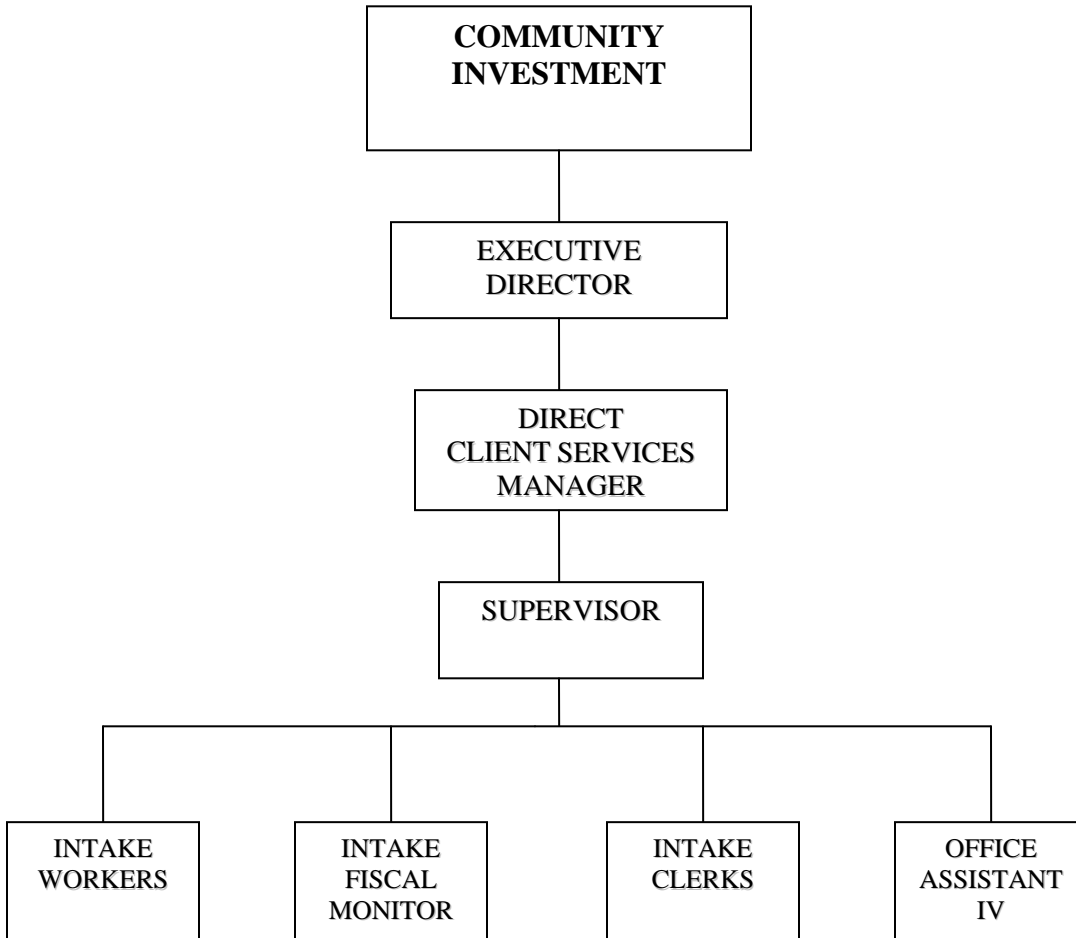 COMMUNITY
INVESTMENT
EXECUTIVE
DIRECTOR
DIRECT
CLIENT SERVICES
MANAGER
SUPERVISOR
INTAKE
WORKERS
INTAKE
FISCAL
MONITOR
INTAKE
CLERKS
OFFICE
ASSISTANT
IV